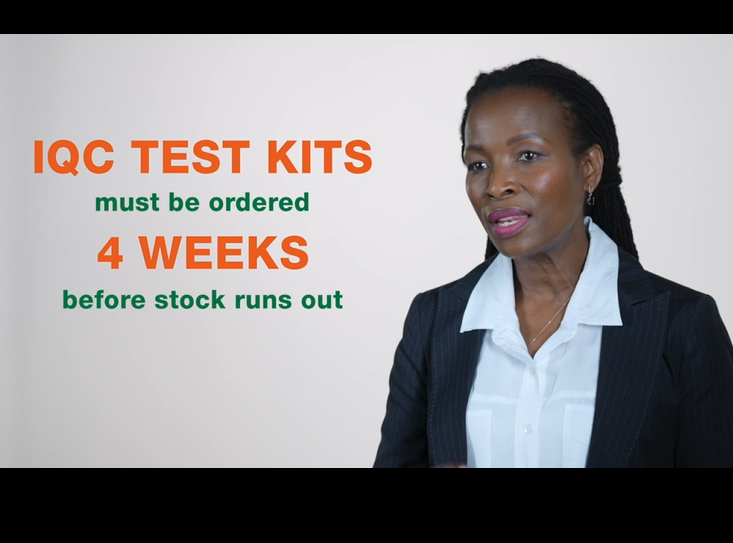 IQC TEST KITS
must be ordered
4 WEEKS
before stock runs out